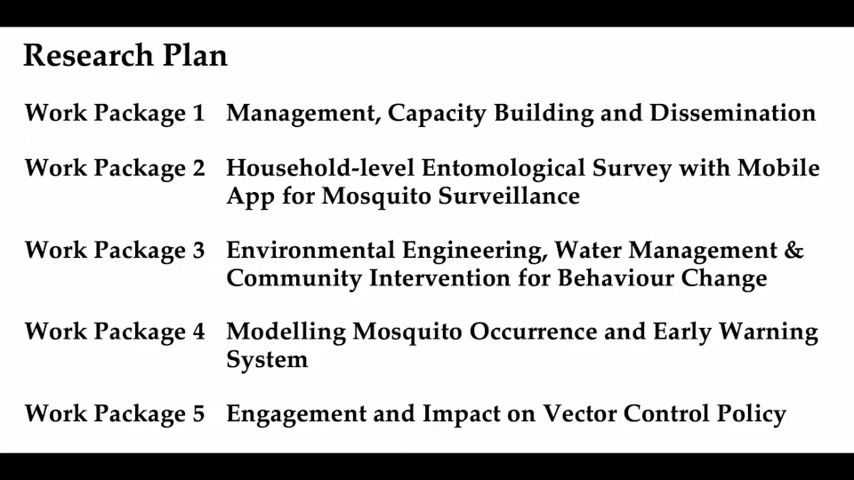 Research Plan
Work Package 1 Management, Capacity Building and Dissemination
Work Package 2 Household-level Entomological Survey with Mobile
App for Mosquito Surveillance
Work Package 3 Environmental Engineering, Water Management &
Community Intervention for Behaviour Change
Work Package 4 Modelling Mosquito Occurrence and Early Warning
System
Work Package 5 Engagement and Impact on Vector Control Policy